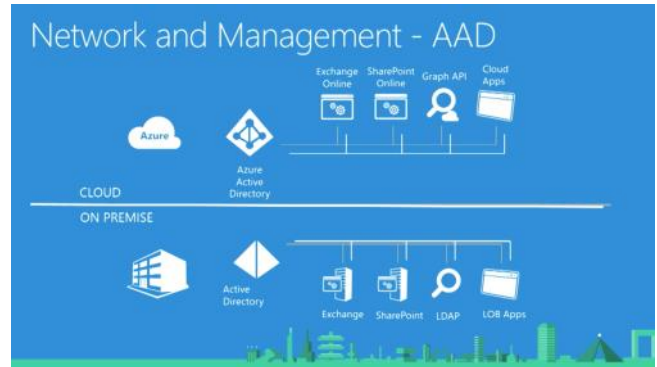 Network and Management - AAD
Exchange
Online
SharePoint
Online
Graph API
Cloud
Apps
Azure
Azure
Active
Directory
CLOUD
ON PREMISE
Active
Directory
Exchange
SharePoint
LDAP
LOB Apps